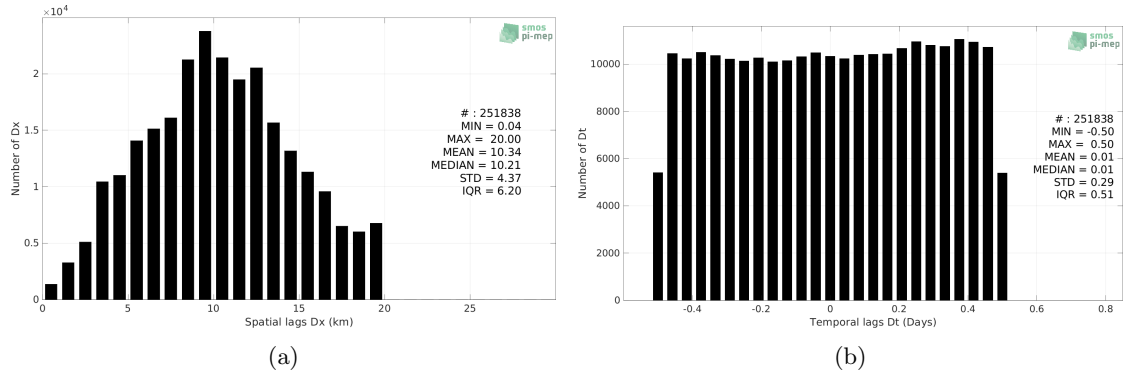 ×10^4
smos
pi-mep
2
1.5
1
0.5
0
Number of Dx
# : 251838
MIN = 0.04
MAX = 20.00
MEAN = 10.34
MEDIAN = 10.21
STD = 4.37
IQR = 6.20
0 5 10 15 20 25
Spatial lags Dx (km)
(a)
smos
pi-mep
10000
8000
6000
4000
2000
0
Number of Dt
# : 251838
MIN = -0.50
MAX = 0.50
MEAN = 0.01
MEDIAN = 0.01
STD = 0.29
IQR = 0.51
-0.4 -0.2 0 0.2 0.4 0.6 0.8
Temporal lags Dt (Days)
(b)